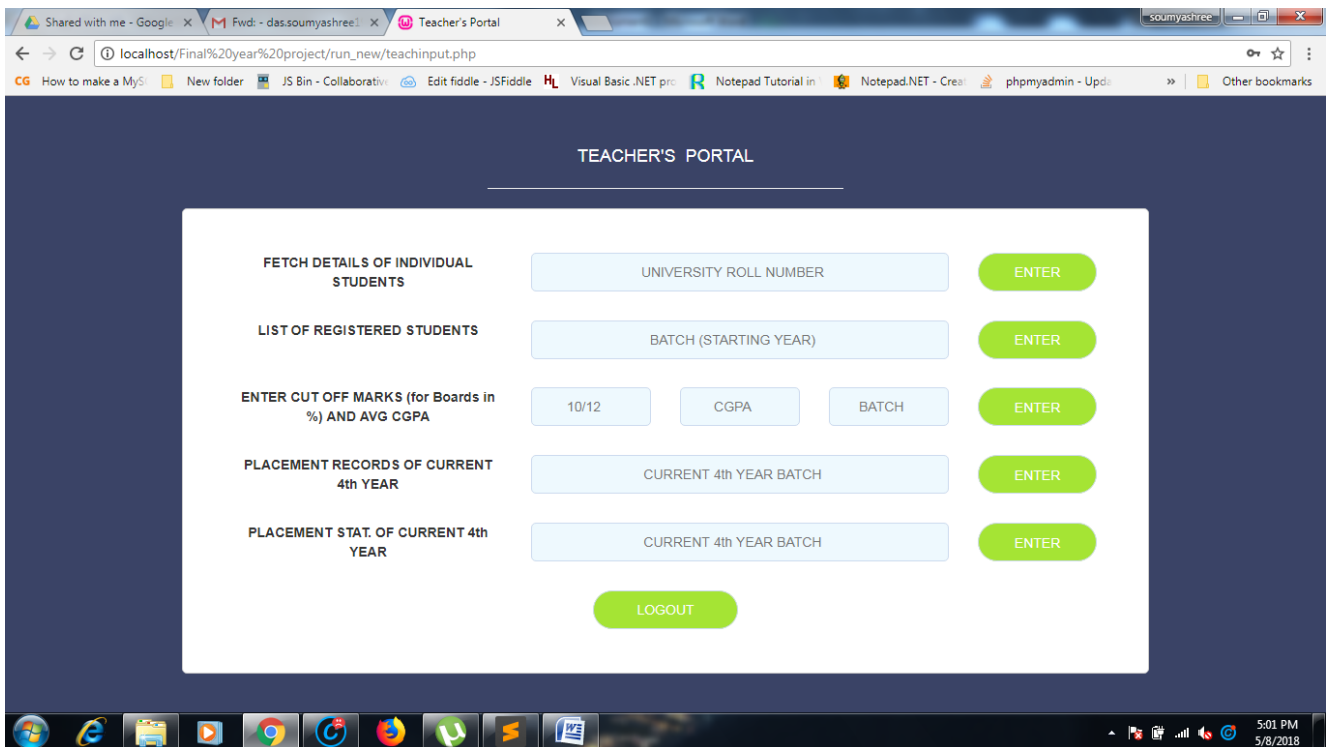 soumyashree
Shared with me - Google
Fwd: - das.soumyashree1
Teacher's Portal
localhost/Final%20year%20project/run_new/teachinput.php
CG How to make a MyS
New folder
JS Bin - Collaborative
Edit fiddle - JSFiddle
HL Visual Basic .NET pro
R Notepad Tutorial in
Notepad.NET - Crea
phpmyadmin - Upda
»
Other bookmarks
TEACHER'S PORTAL
FETCH DETAILS OF INDIVIDUAL
STUDENTS
UNIVERSITY ROLL NUMBER
ENTER
LIST OF REGISTERED STUDENTS
BATCH (STARTING YEAR)
ENTER
ENTER CUT OFF MARKS (for Boards in
%) AND AVG CGPA
10/12
CGPA
BATCH
ENTER
PLACEMENT RECORDS OF CURRENT
4th YEAR
CURRENT 4th YEAR BATCH
ENTER
PLACEMENT STAT. OF CURRENT 4th
YEAR
CURRENT 4th YEAR BATCH
ENTER
LOGOUT
5:01 PM
5/8/2018